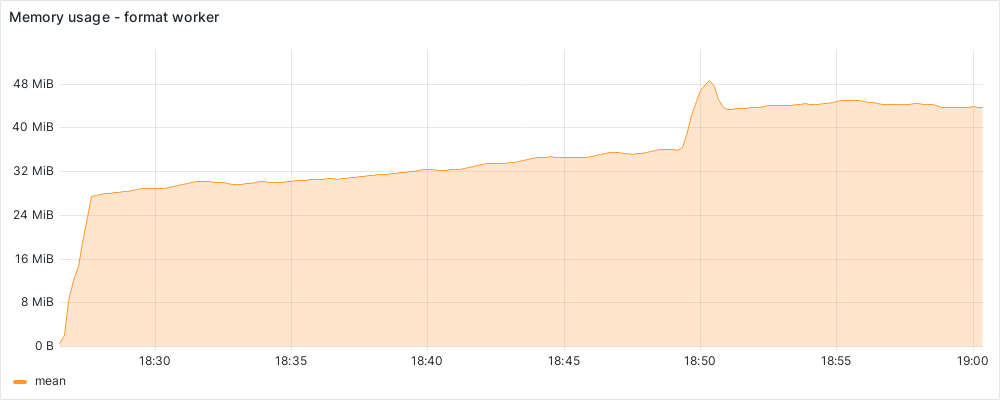 Memory usage - format worker
48 MiB
40 MiB
32 MiB
24 MiB
16 MiB
8 MiB
0 B
18:30 18:35 18:40 18:45 18:50 18:55 19:00
mean